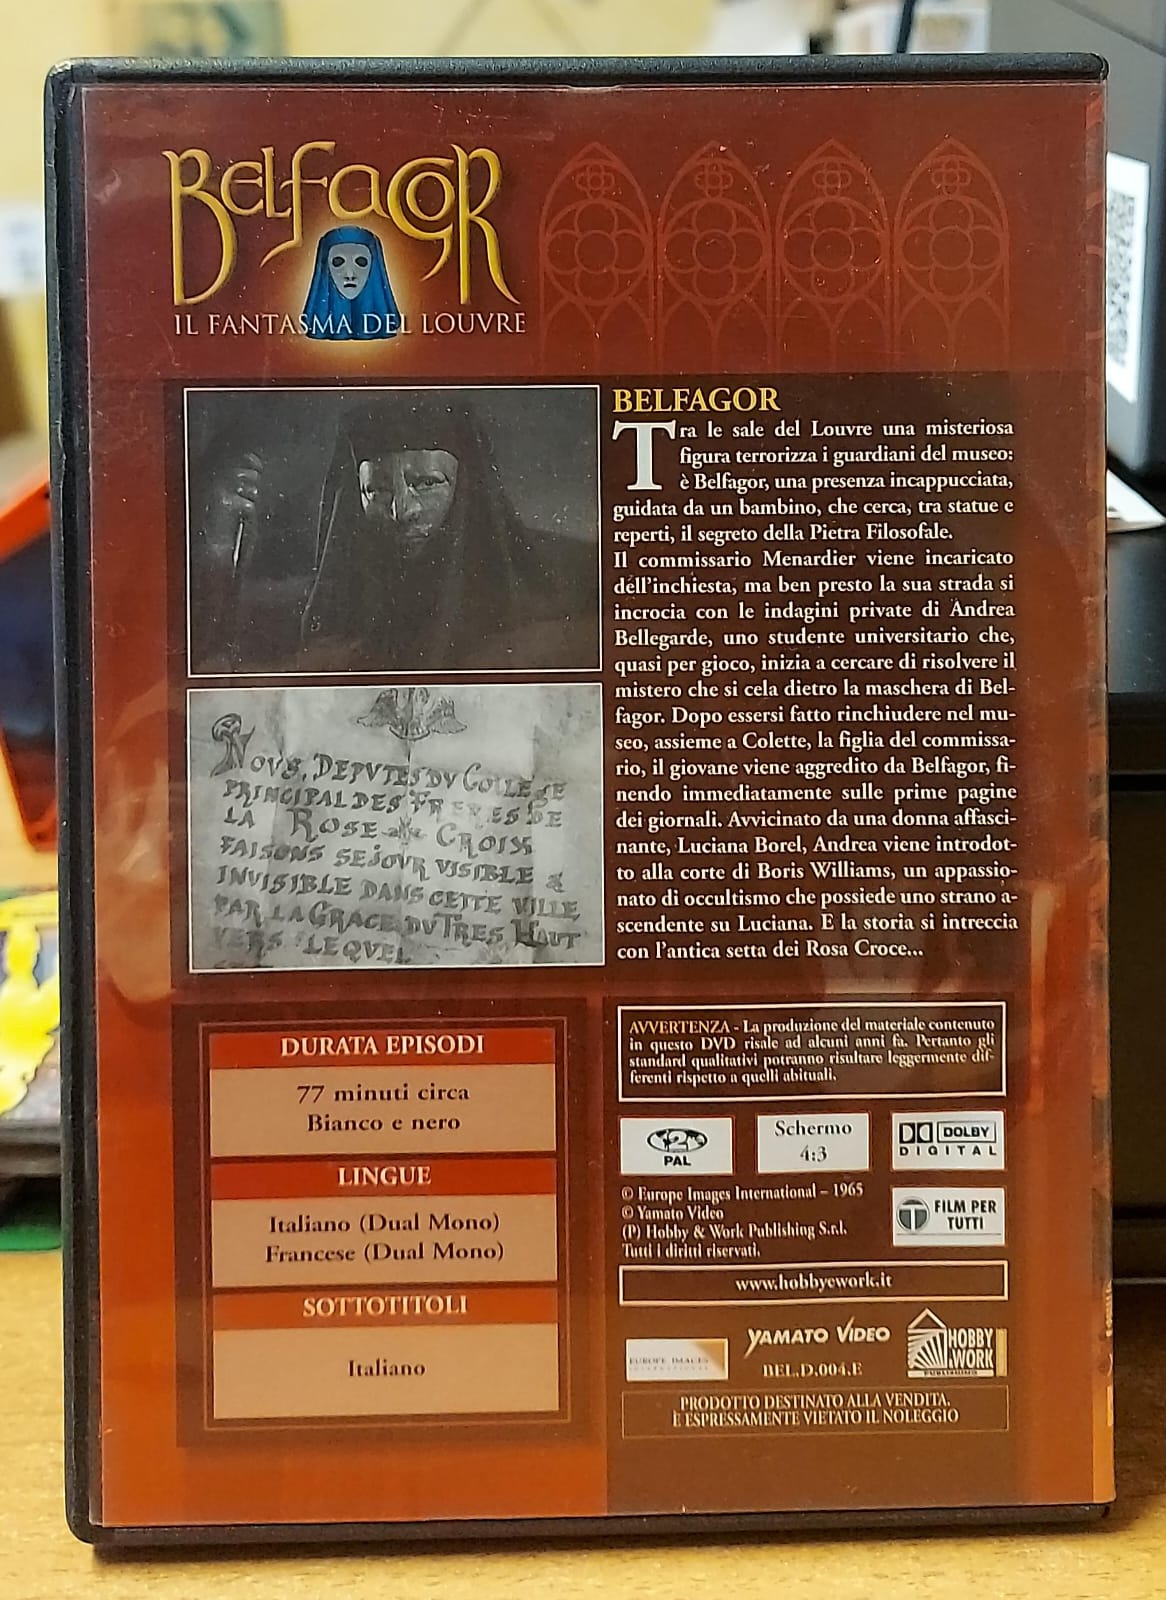 BELFAGOR
IL FANTASMA DEL LOUVRE
BELFAGOR
Tra le sale del Louvre una misteriosa
figura terrorizza i guardiani del museo:
è Belfagor, una presenza incappucciata,
guidata da un bambino, che cerca, tra statue e
reperti, il segreto della Pietra Filosofale.
Il commissario Menardier viene incaricato
dell'inchiesta, ma ben presto la sua strada si
incrocia con le indagini private di Andrea
Bellegarde, uno studente universitario che,
quasi per gioco, inizia a cercare di risolvere il
mistero che si cela dietro la maschera di Bel-
fagor. Dopo essersi fatto rinchiudere nel mu-
seo, assieme a Colette, la figlia del commissa-
rio, il giovane viene aggredito da Belfagor, fi-
nendo immediatamente sulle prime pagine
dei giornali. Avvicinato da una donna affasci-
nante, Luciana Borel, Andrea viene introdot-
to alla corte di Boris Williams, un appassio-
nato di occultismo che possiede uno strano a-
scendente su Luciana. E la storia si intreccia
con l'antica setta dei Rosa Croce...
NOVS, DEPVTES DV COLLEGE
PRINCIPAL DES FRERES DE
LA ROSE CROIX
FAISONS SEJOVR VISIBLE &
INVISIBLE DANS CETTE VILLE
PAR LA GRACE DV TRES HAUT
VERS LEQVEL
DURATA EPISODI
77 minuti circa
Bianco e nero
LINGUE
Italiano (Dual Mono)
Francese (Dual Mono)
SOTTOTITOLI
Italiano
AVVERTENZA - La produzione del materiale contenuto
in questo DVD risale ad alcuni anni fa. Pertanto gli
standard qualitativi potranno risultare leggermente dif-
ferenti rispetto a quelli abituali.
2
PAL
Schermo
4:3
DOLBY
DIGITAL
© Europe Images International – 1965
© Yamato Video
(P) Hobby & Work Publishing S.r.l.
Tutti i diritti riservati.
T FILM PER
TUTTI
www.hobbyework.it
EUROPE IMAGES
INTERNATIONAL
YAMATO VIDEO
BEL.D.004.E
HOBBY
&WORK
PUBLISHING
PRODOTTO DESTINATO ALLA VENDITA.
È ESPRESSAMENTE VIETATO IL NOLEGGIO